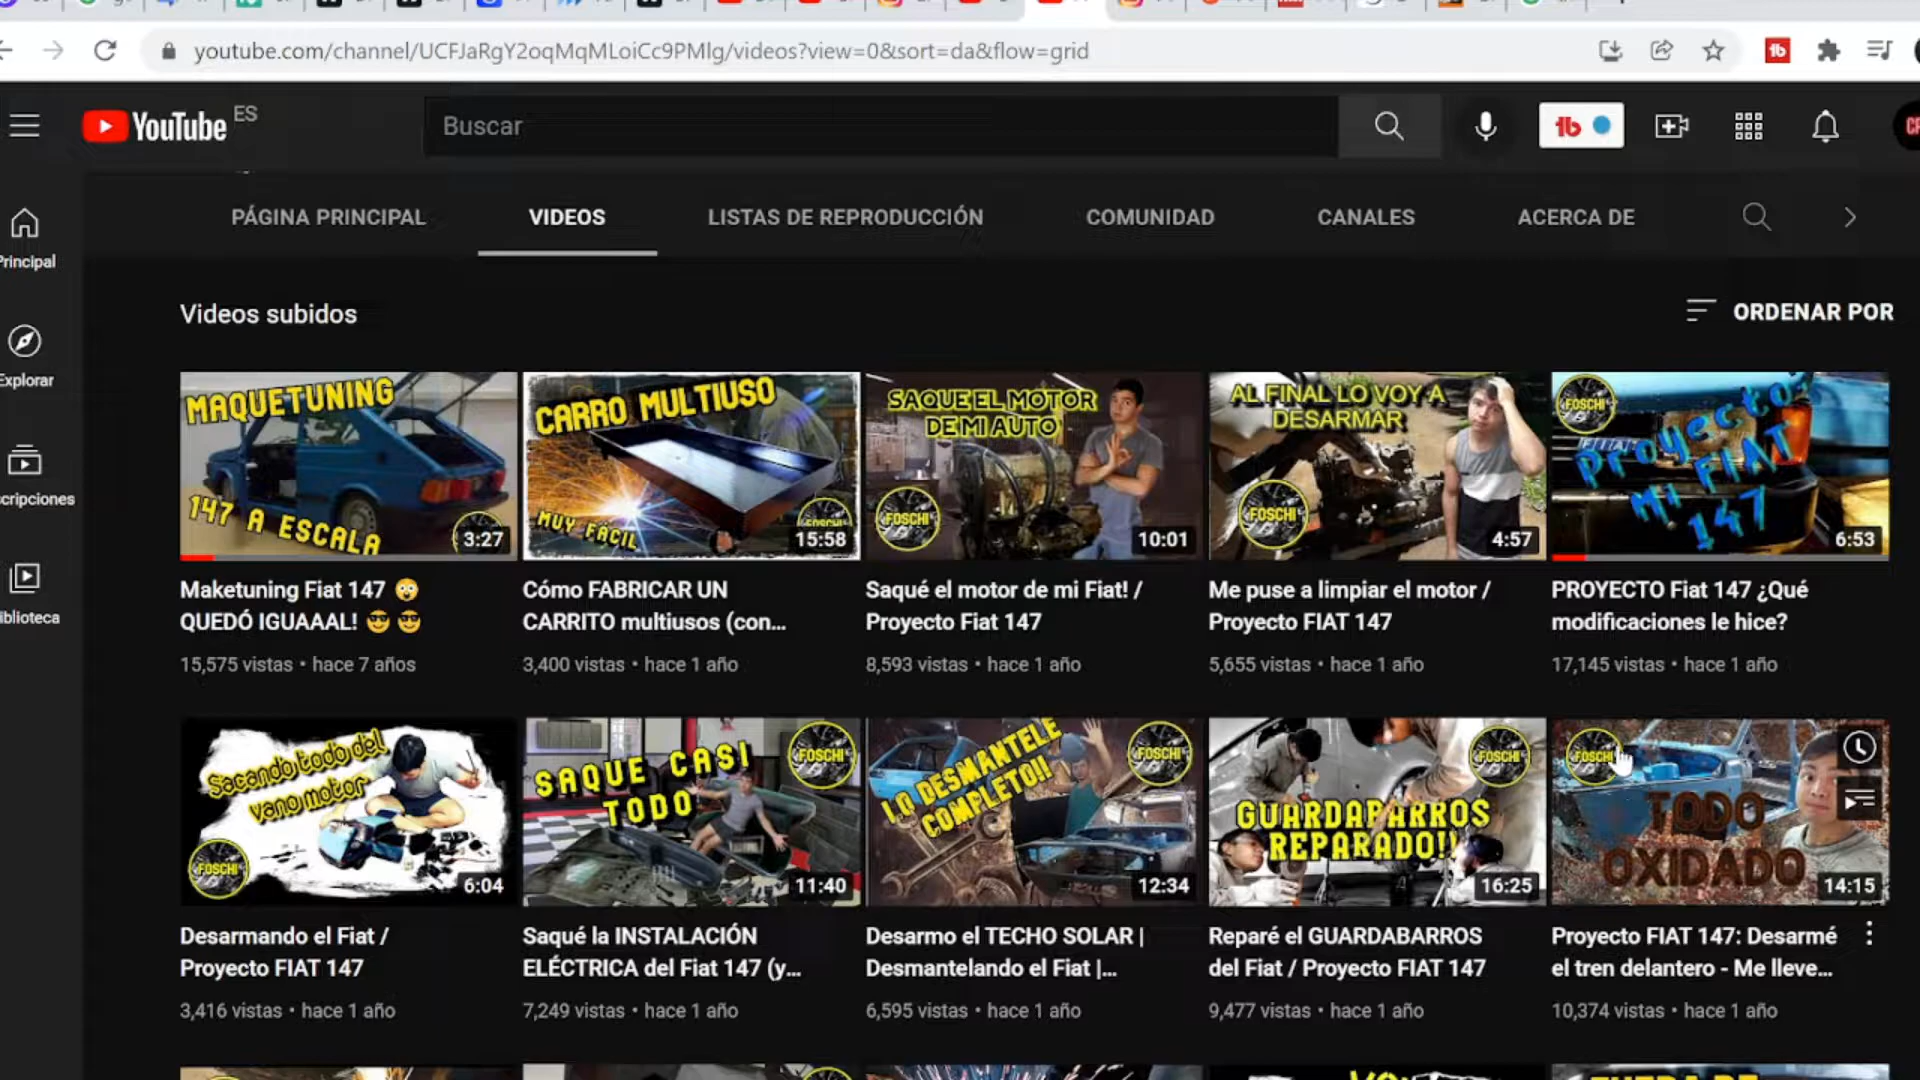 youtube.com/channel/UCFJaRgY2oqMqMLoiCc9PMlg/videos?view=0&sort=da&flow=grid
YouTube ES
Buscar
PÁGINA PRINCIPAL
VIDEOS
LISTAS DE REPRODUCCIÓN
COMUNIDAD
CANALES
ACERCA DE
Principal
Explorar
scripciones
iblioteca
Videos subidos
ORDENAR POR
MAQUETUNING
147 A ESCALA
3:27
CARRO MULTIUSO
MUY FACIL
FOSCHI
15:58
SAQUE EL MOTOR
DE MI AUTO
FOSCHI
10:01
AL FINAL LO VOY A
DESARMAR
FOSCHI
4:57
FOSCHI
FIAT
Proyecto
Mi FIAT
147
6:53
Maketuning Fiat 147 😲
QUEDÓ IGUAAAL! 😎 😎
15,575 vistas • hace 7 años
Cómo FABRICAR UN
CARRITO multiusos (con...
3,400 vistas • hace 1 año
Saqué el motor de mi Fiat! /
Proyecto Fiat 147
8,593 vistas • hace 1 año
Me puse a limpiar el motor /
Proyecto FIAT 147
5,655 vistas • hace 1 año
PROYECTO Fiat 147 ¿Qué
modificaciones le hice?
17,145 vistas • hace 1 año
Sacando todo del
vano motor
FOSCHI
6:04
SAQUE CASI
TODO
FOSCHI
11:40
LO DESMANTELE
COMPLETO!!
FOSCHI
12:34
FOSCHI
GUARDABARROS
REPARADO!!
16:25
FOSCHI
TODO
OXIDADO
14:15
Desarmando el Fiat /
Proyecto FIAT 147
3,416 vistas • hace 1 año
Saqué la INSTALACIÓN
ELÉCTRICA del Fiat 147 (y...
7,249 vistas • hace 1 año
Desarmo el TECHO SOLAR |
Desmantelando el Fiat |...
6,595 vistas • hace 1 año
Reparé el GUARDABARROS
del Fiat / Proyecto FIAT 147
9,477 vistas • hace 1 año
Proyecto FIAT 147: Desarmé
el tren delantero - Me lleve...
10,374 vistas • hace 1 año